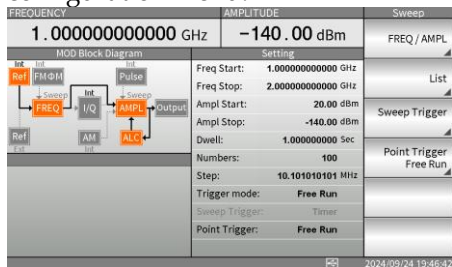 FREQUENCY
AMPLITUDE
Sweep
1.000000000000 GHz
-140.00 dBm
FREQ / AMPL
MOD Block Diagram
Setting
Int
Int
Int
Ref
FMΦM
Pulse
Sweep
Int
Sweep
FREQ
I/Q
AMPL
Output
Ref
AM
ALC
Ext
Int
Freq Start: 1.000000000000 GHz
Freq Stop: 2.000000000000 GHz
Ampl Start: 20.00 dBm
Ampl Stop: -140.00 dBm
Dwell: 1.000000000 Sec
Numbers: 100
Step: 10.101010101 MHz
Trigger mode: Free Run
Sweep Trigger: Timer
Point Trigger: Free Run
List
Sweep Trigger
Point Trigger
Free Run
2024/09/24 19:46:42